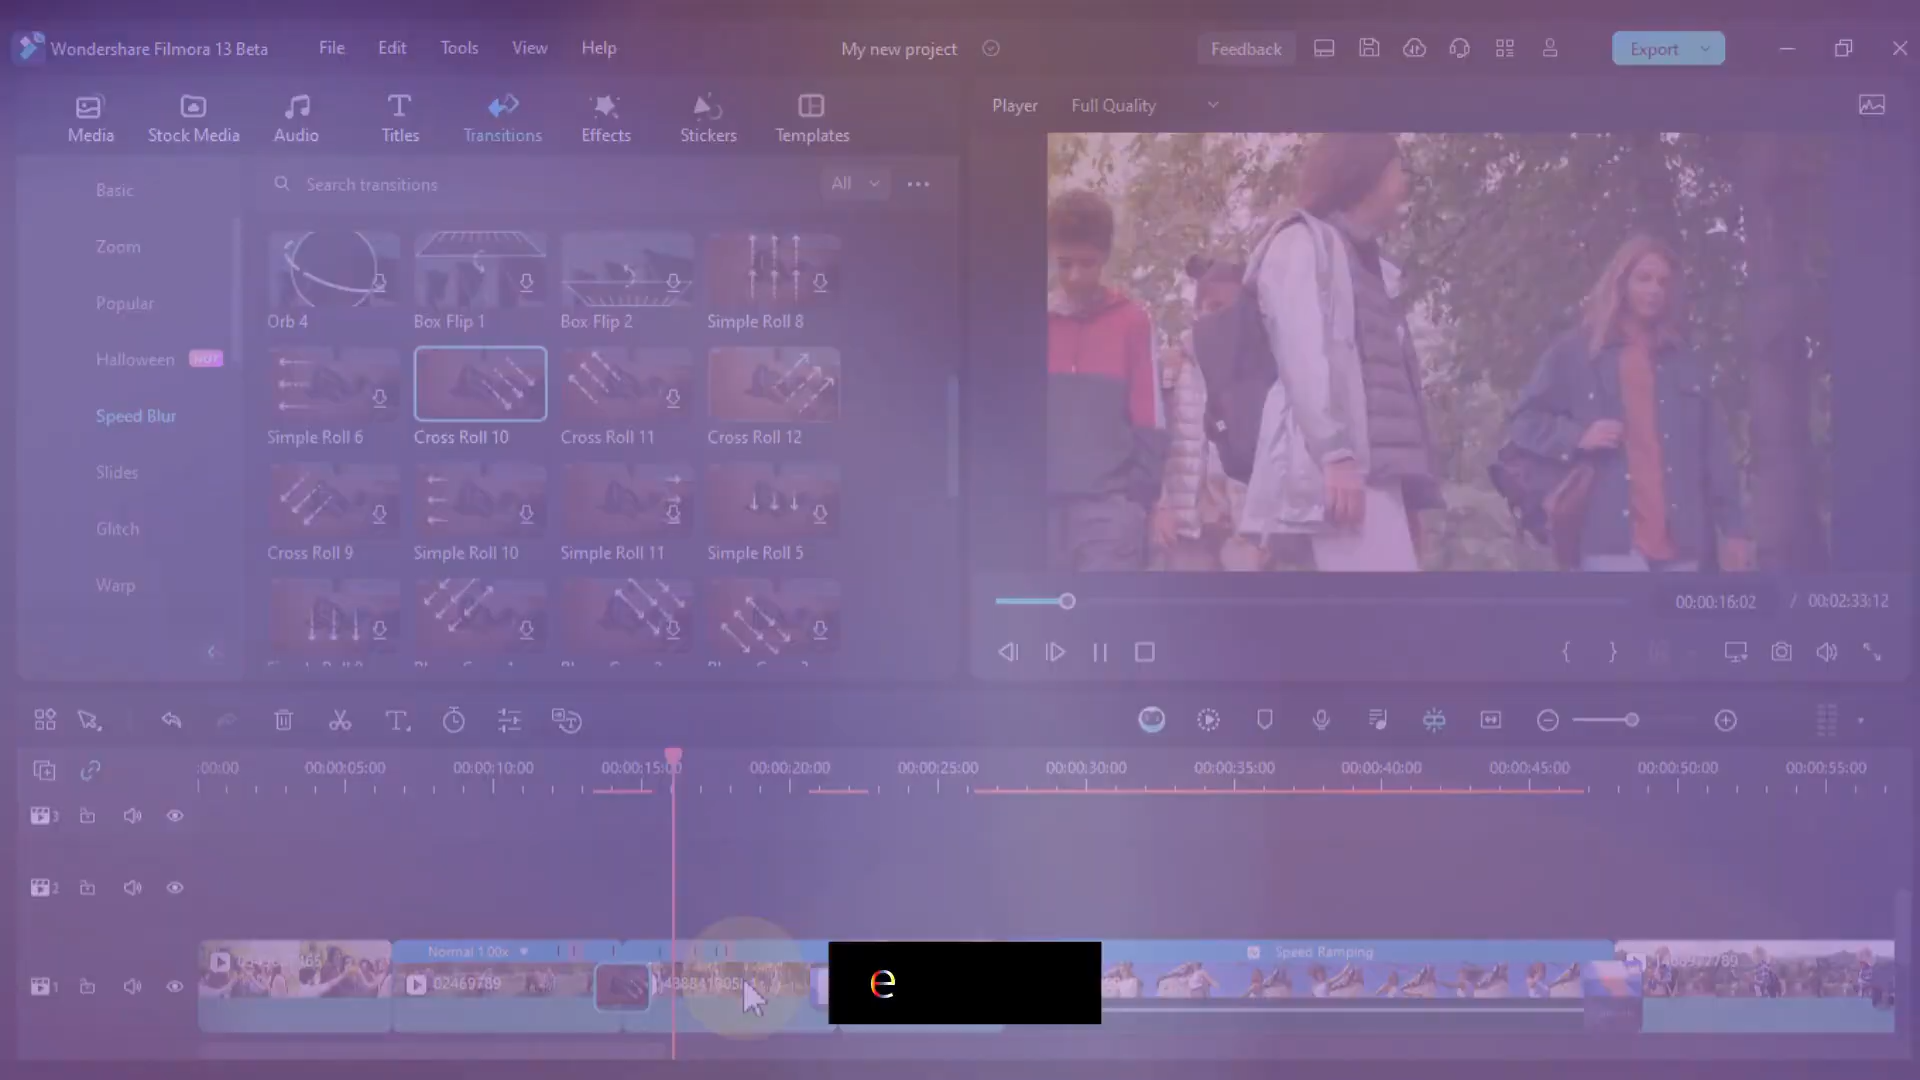 Wondershare Filmora 13 Beta
File
Edit
Tools
View
Help
My new project
Feedback
Export
Media
Stock Media
Audio
Titles
Transitions
Effects
Stickers
Templates
Player
Full Quality
Basic
Zoom
Popular
Halloween
HOT
Speed Blur
Slides
Glitch
Warp
Search transitions
All
Orb 4
Box Flip 1
Box Flip 2
Simple Roll 8
Simple Roll 6
Cross Roll 10
Cross Roll 11
Cross Roll 12
Cross Roll 9
Simple Roll 10
Simple Roll 11
Simple Roll 5
00:00:16:02 / 00:02:33:12
:00:00
00:00:05:00
00:00:10:00
00:00:15:00
00:00:20:00
00:00:25:00
00:00:30:00
00:00:35:00
00:00:40:00
00:00:45:00
00:00:50:00
00:00:55:00
3
2
1
Normal 1.00x
02469789
Speed Ramping
e